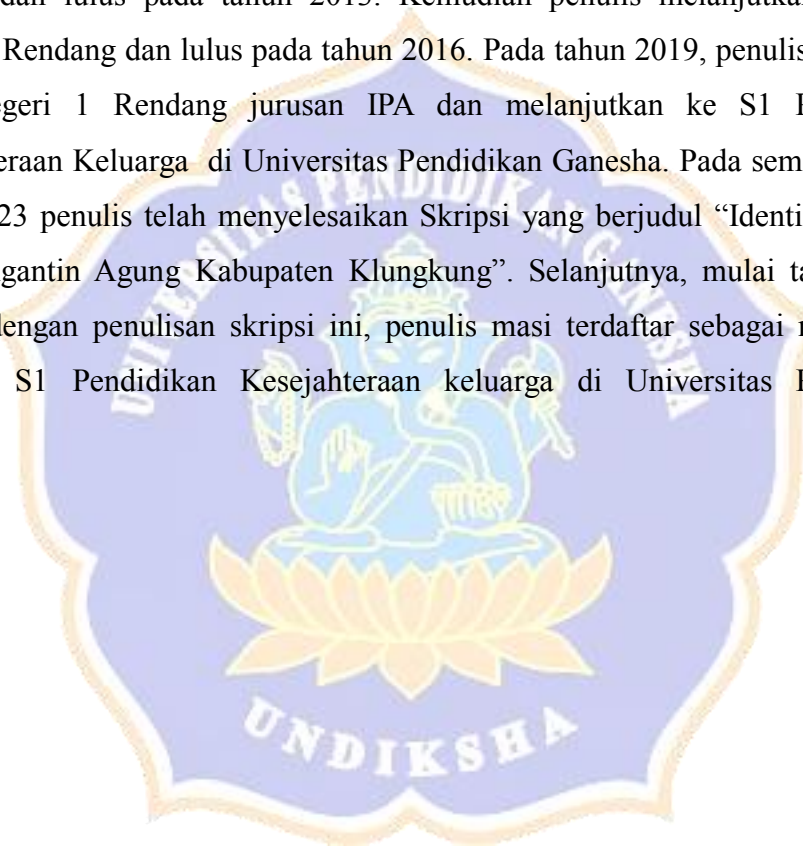 dan lulus pada tahun 2013. Kemudian penulis melanjutkan
Rendang dan lulus pada tahun 2016. Pada tahun 2019, penulis
egeri 1 Rendang jurusan IPA dan melanjutkan ke S1
eraan Keluarga di Universitas Pendidikan Ganesha. Pada sem
23 penulis telah menyelesaikan Skripsi yang berjudul “Identi
gantin Agung Kabupaten Klungkung”. Selanjutnya, mulai ta
dengan penulisan skripsi ini, penulis masi terdaftar sebagai
S1 Pendidikan Kesejahteraan keluarga di Universitas
UNIVERSITAS PENDIDIKAN GANESHA
UNDIKSHA